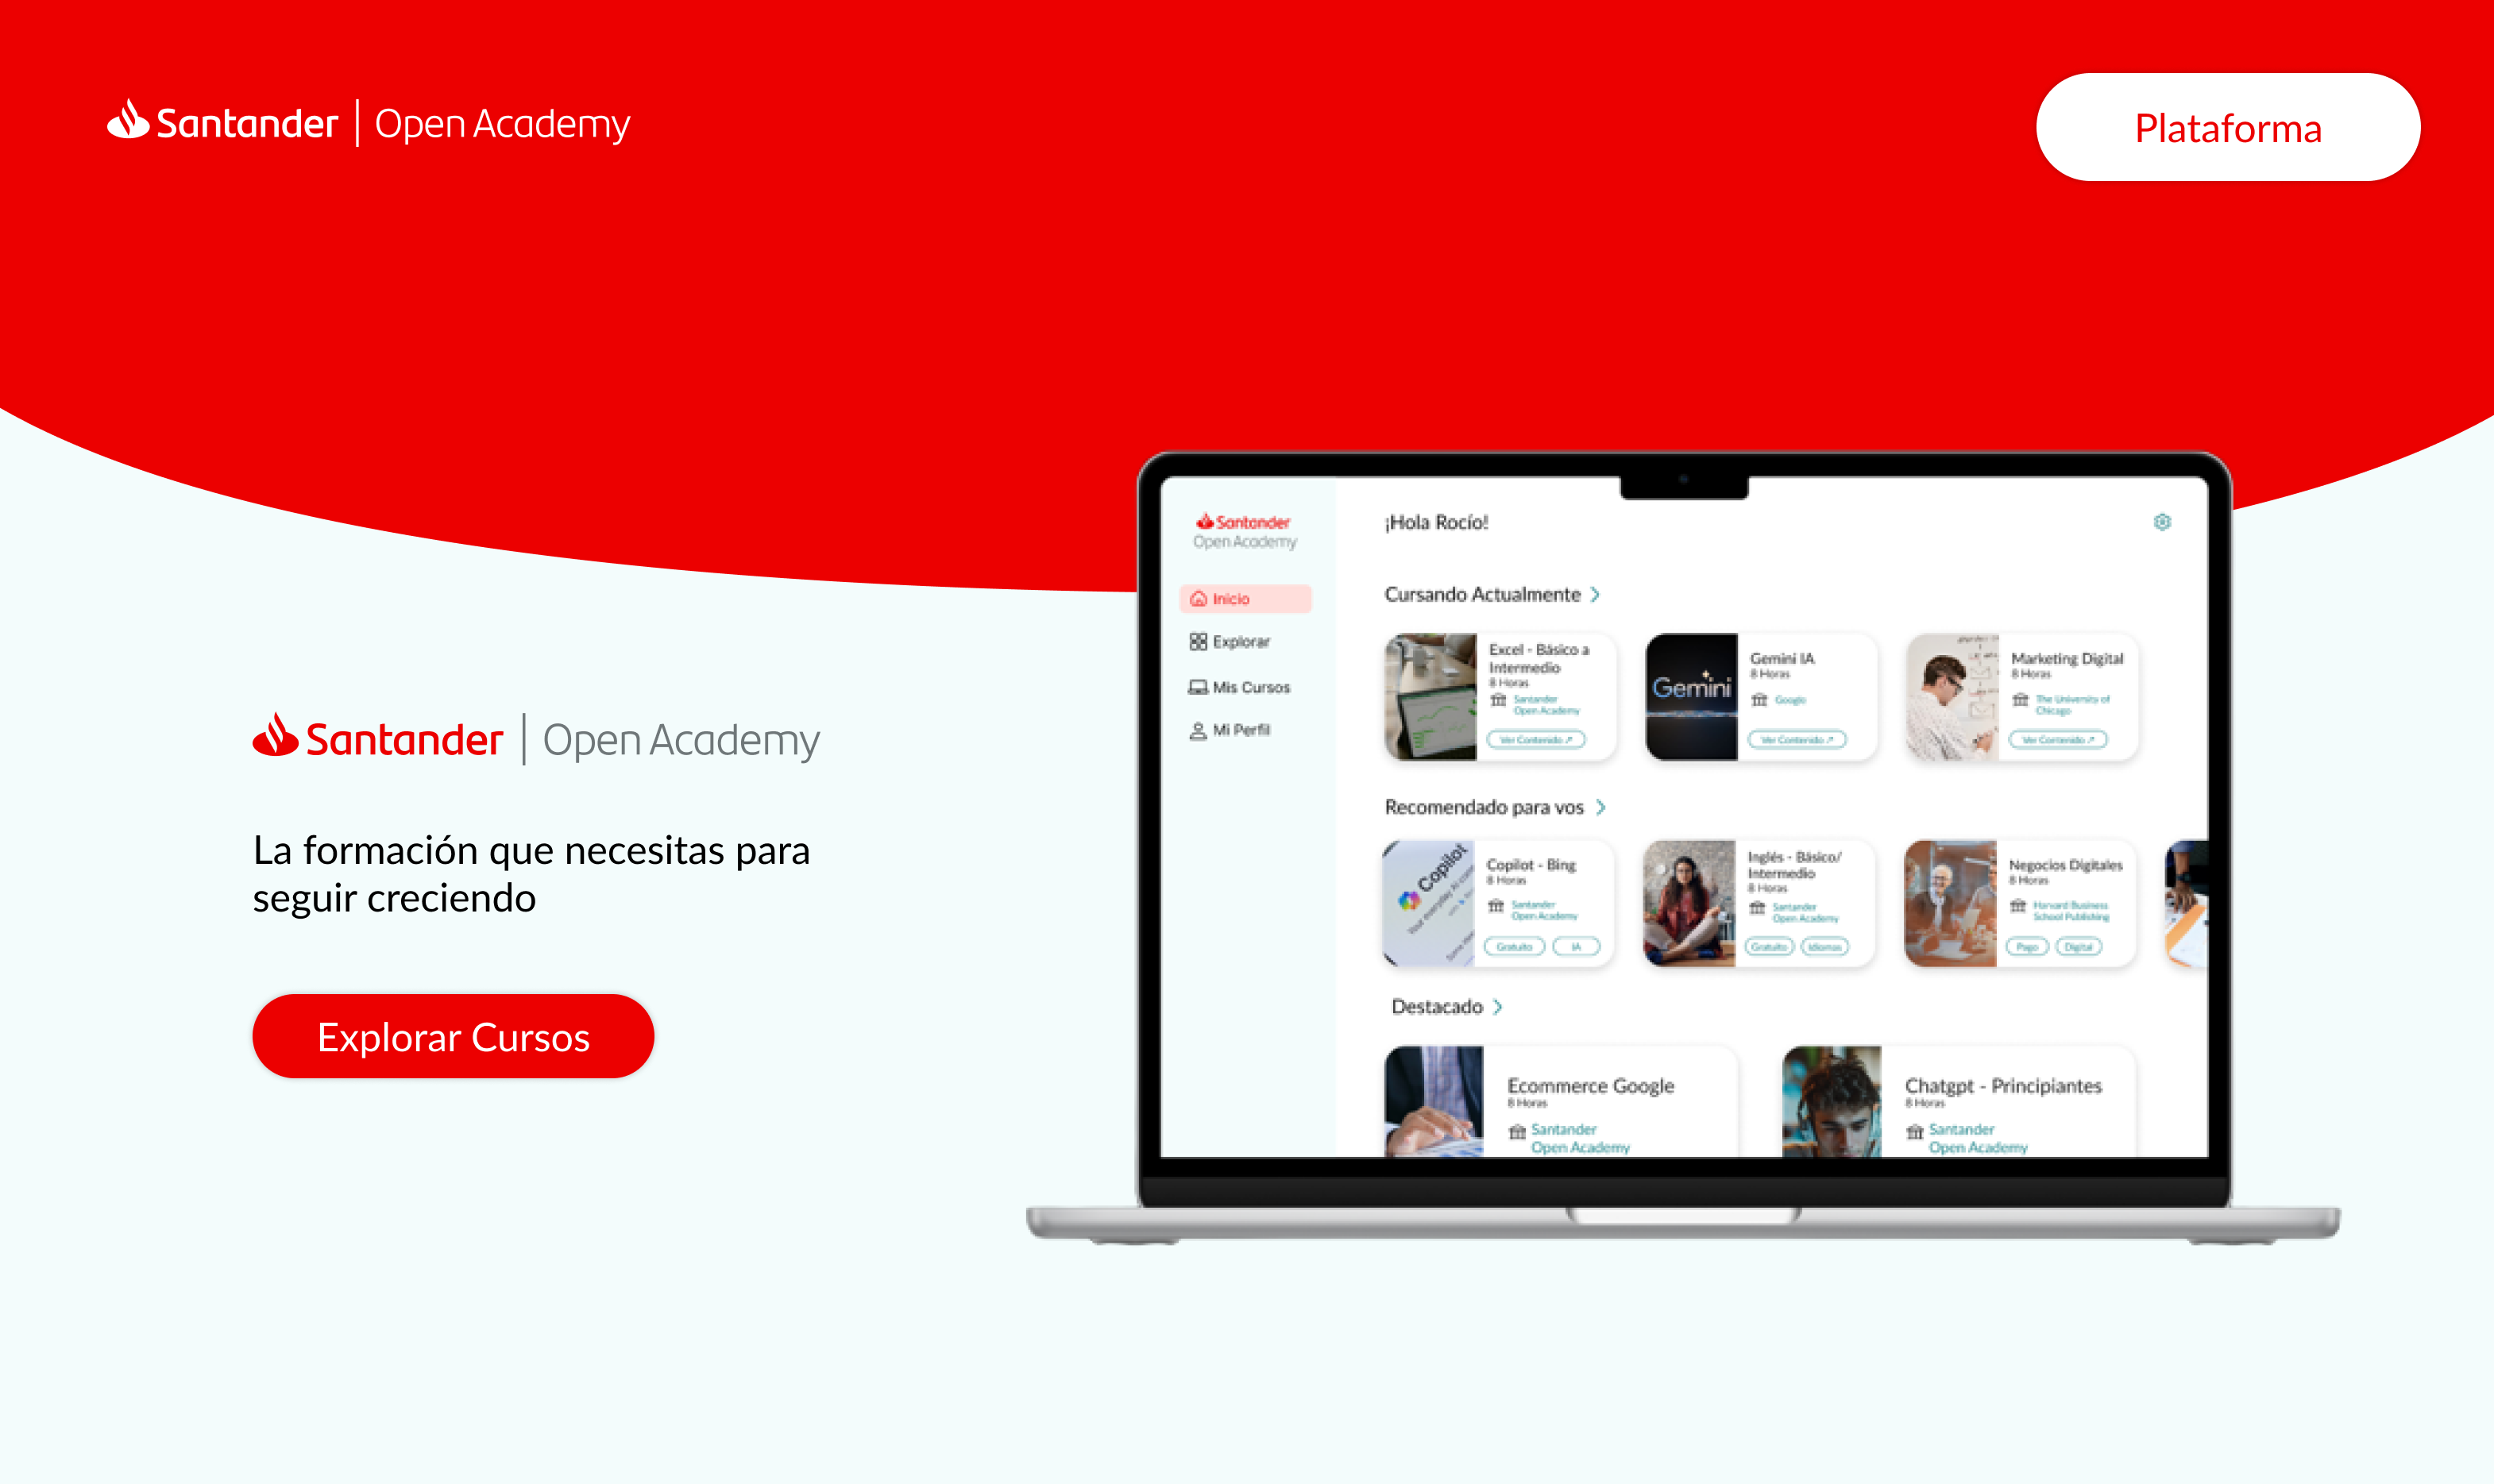 Santander | Open Academy
Plataforma
Santander | Open Academy
La formación que necesitas para
seguir creciendo
Explorar Cursos
Santander
Open Academy
Inicio
Explorar
Mis Cursos
Mi Perfil
¡Hola Rocío!
Cursando Actualmente
Excel - Básico a
Intermedio
8 Horas
Santander
Open Academy
Ver Contenido ↗
Gemini
Gemini IA
8 Horas
Google
Ver Contenido ↗
Marketing Digital
8 Horas
The University of
Chicago
Ver Contenido ↗
Recomendado para vos
Copilot
Your everyday AI
Copilot - Bing
8 Horas
Santander
Open Academy
Gratuito
IA
Inglés - Básico/
Intermedio
8 Horas
Santander
Open Academy
Gratuito
Idiomas
Negocios Digitales
8 Horas
Harvard Business
School Publishing
Pago
Digital
Destacado
Ecommerce Google
8 Horas
Santander
Open Academy
Chatgpt - Principiantes
8 Horas
Santander
Open Academy